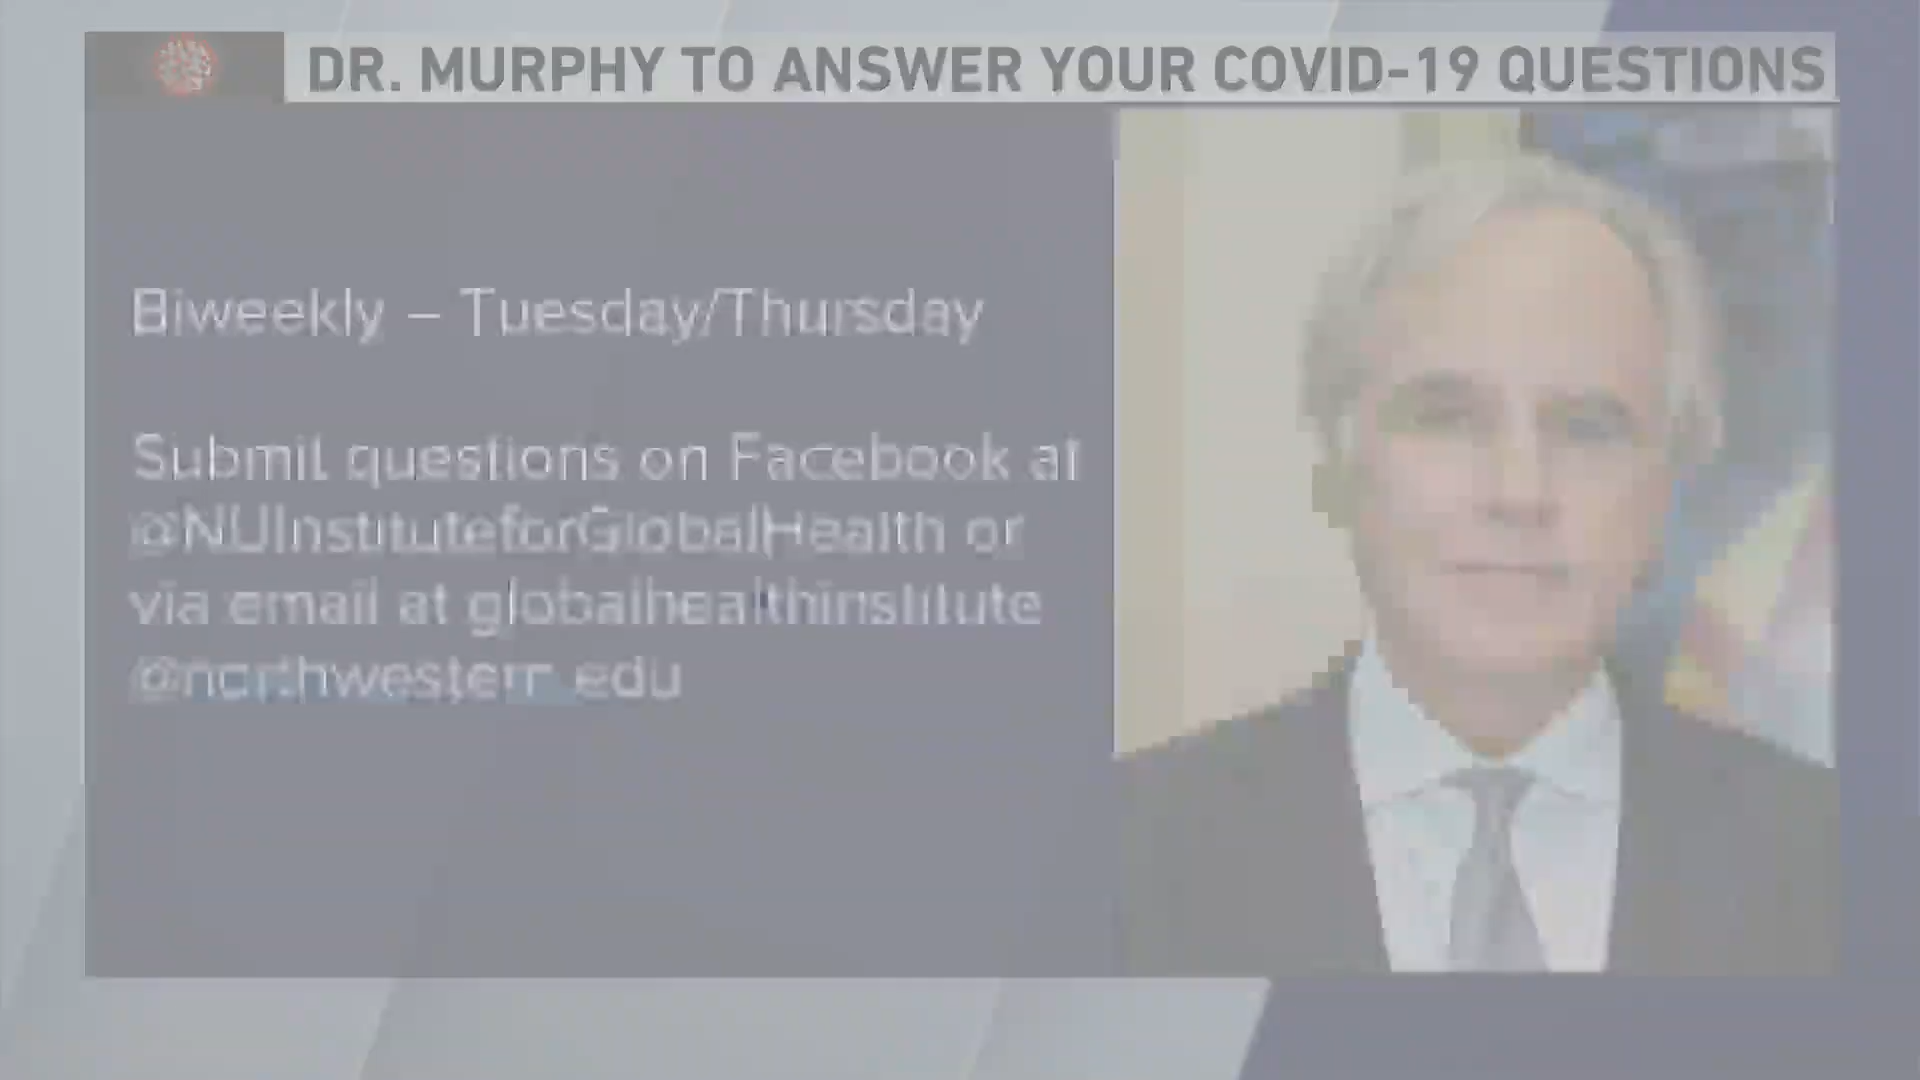 DR. MURPHY TO ANSWER YOUR COVID-19 QUESTIONS
Biweekly – Tuesday/Thursday
Submit questions on Facebook at
@NUInstituteforGlobalHealth or
via email at globalhealthinstitute
@northwestern.edu